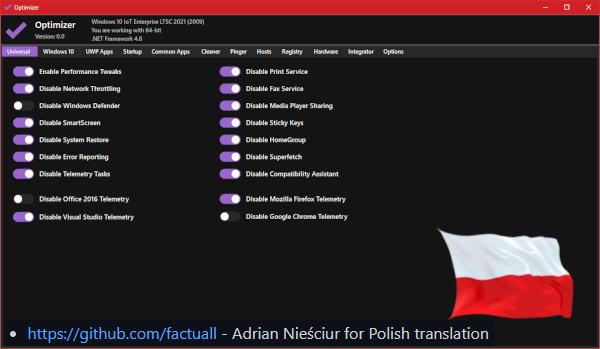 Optimizer
Optimizer
Version: 0.0
Windows 10 IoT Enterprise LTSC 2021 (2009)
You are working with 64-bit
.NET Framework 4.8
Universal Windows 10 UWP Apps Startup Common Apps Cleaner Pinger Hosts Registry Hardware Integrator Options
Enable Performance Tweaks
Disable Network Throttling
Disable Windows Defender
Disable SmartScreen
Disable System Restore
Disable Error Reporting
Disable Telemetry Tasks
Disable Office 2016 Telemetry
Disable Visual Studio Telemetry
Disable Print Service
Disable Fax Service
Disable Media Player Sharing
Disable Sticky Keys
Disable HomeGroup
Disable Superfetch
Disable Compatibility Assistant
Disable Mozilla Firefox Telemetry
Disable Google Chrome Telemetry
• https://github.com/factuall - Adrian Nieściur for Polish translation